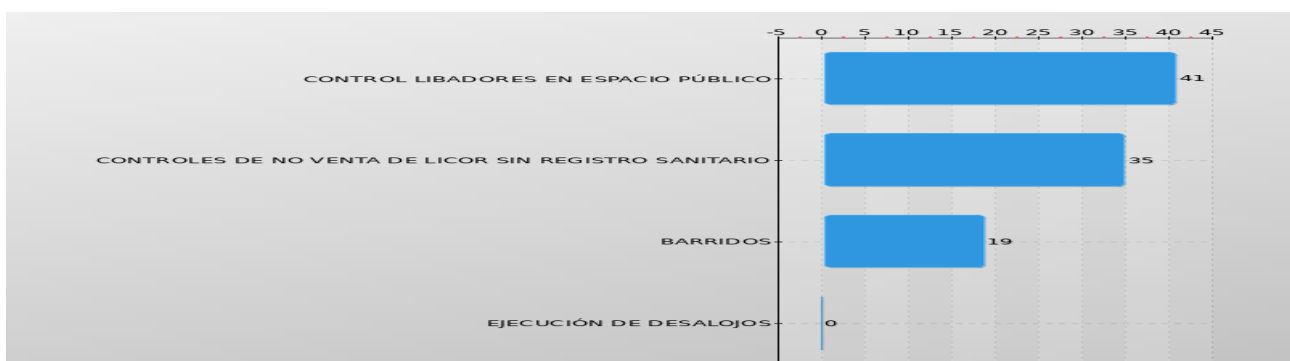 -5 0 5 10 15 20 25 30 35 40 45
CONTROL LIBADORES EN ESPACIO PÚBLICO 41
CONTROLES DE NO VENTA DE LICOR SIN REGISTRO SANITARIO 35
BARRIDOS 19
EJECUCIÓN DE DESALOJOS 0